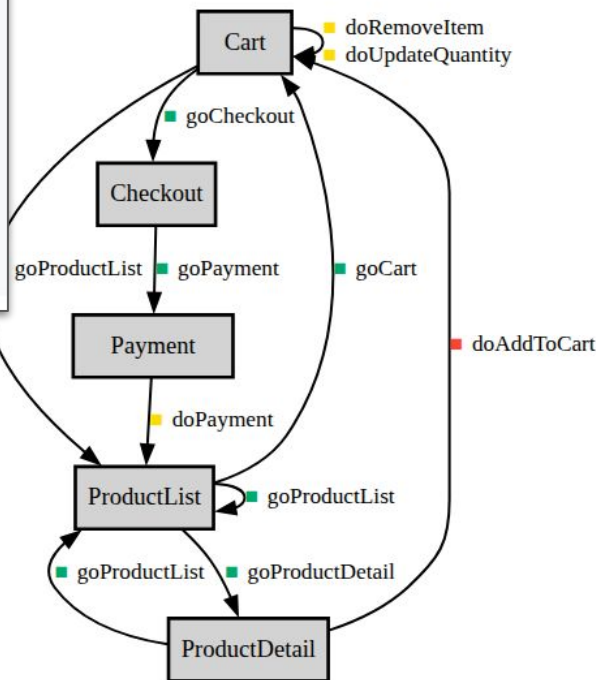 Cart
doRemoveItem
doUpdateQuantity
goCheckout
Checkout
goProductList
goPayment
goCart
Payment
doAddToCart
doPayment
ProductList
goProductList
goProductList
goProductDetail
ProductDetail